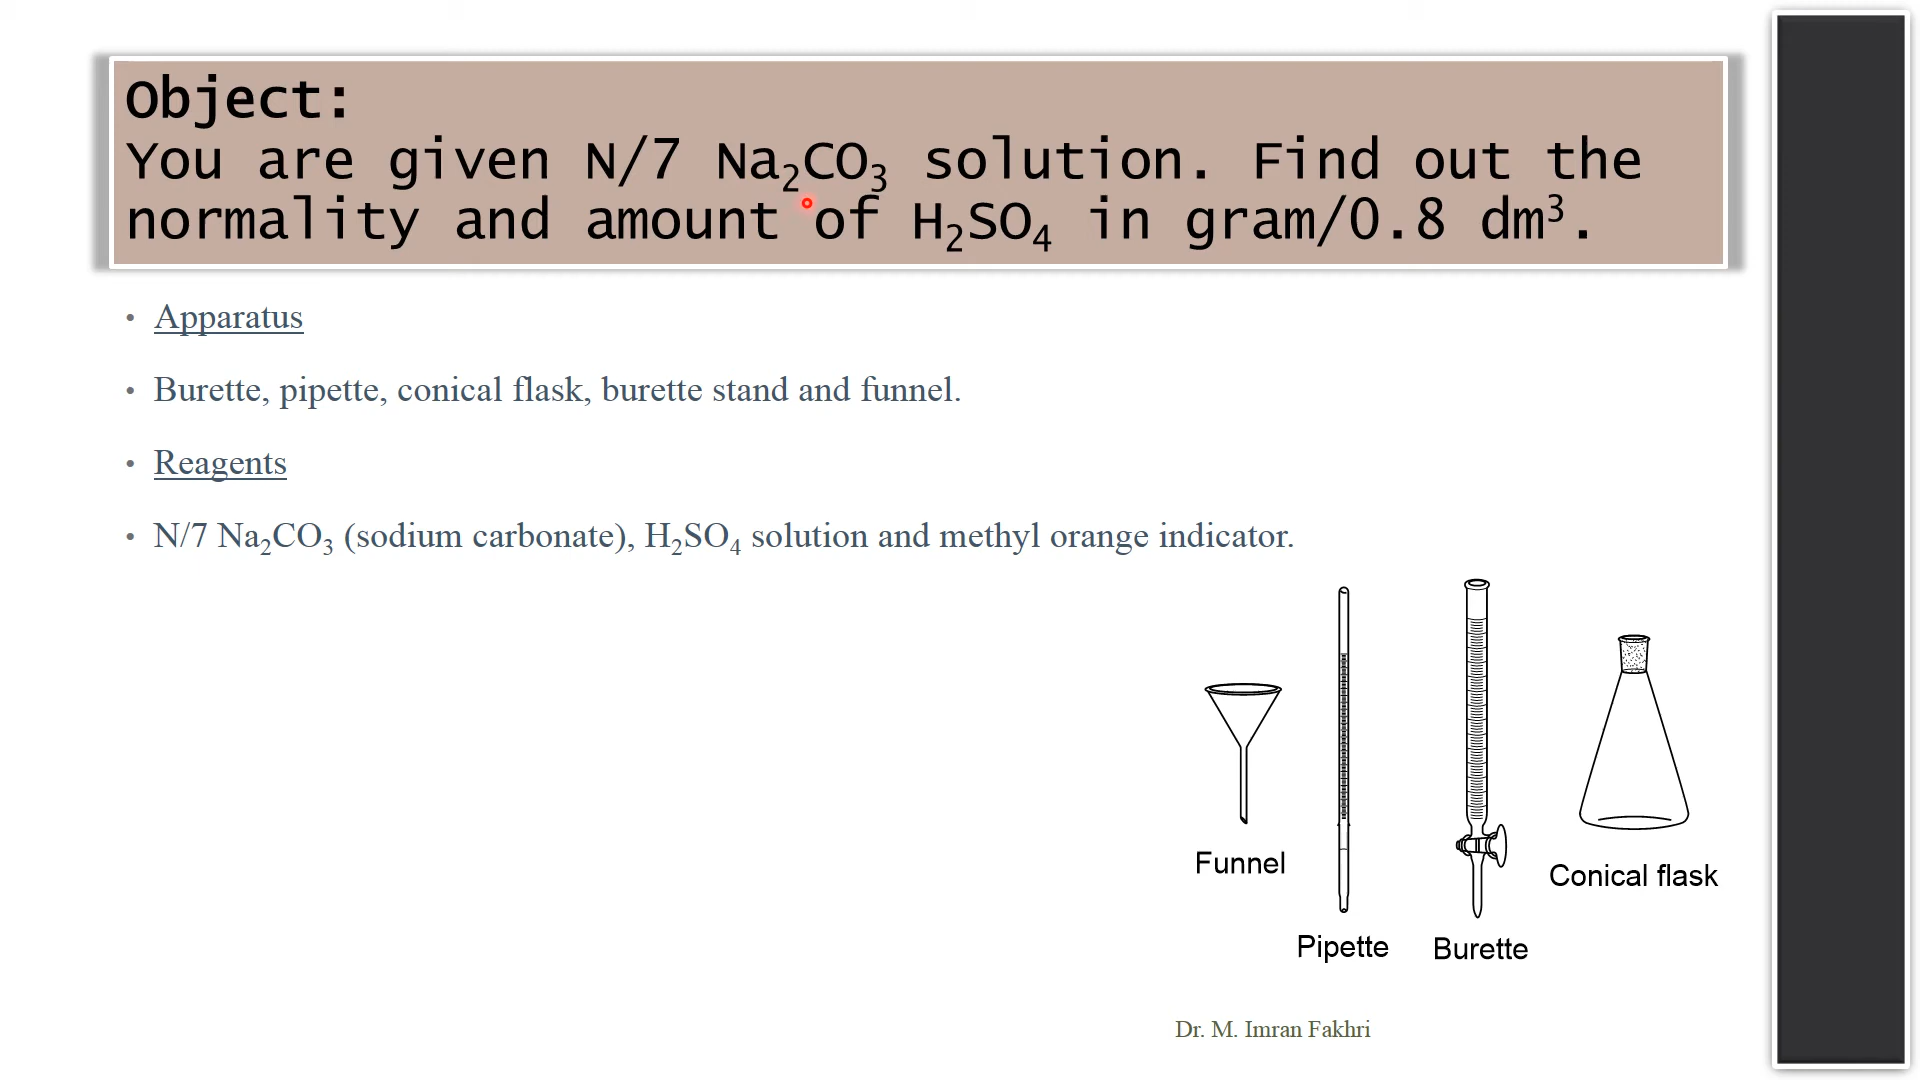 Object:
You are given N/7 Na₂CO₃ solution. Find out the
normality and amount of H₂SO₄ in gram/0.8 dm³.
• Apparatus
• Burette, pipette, conical flask, burette stand and funnel.
• Reagents
• N/7 Na₂CO₃ (sodium carbonate), H₂SO₄ solution and methyl orange indicator.
Funnel
Pipette
Burette
Conical flask
Dr. M. Imran Fakhri